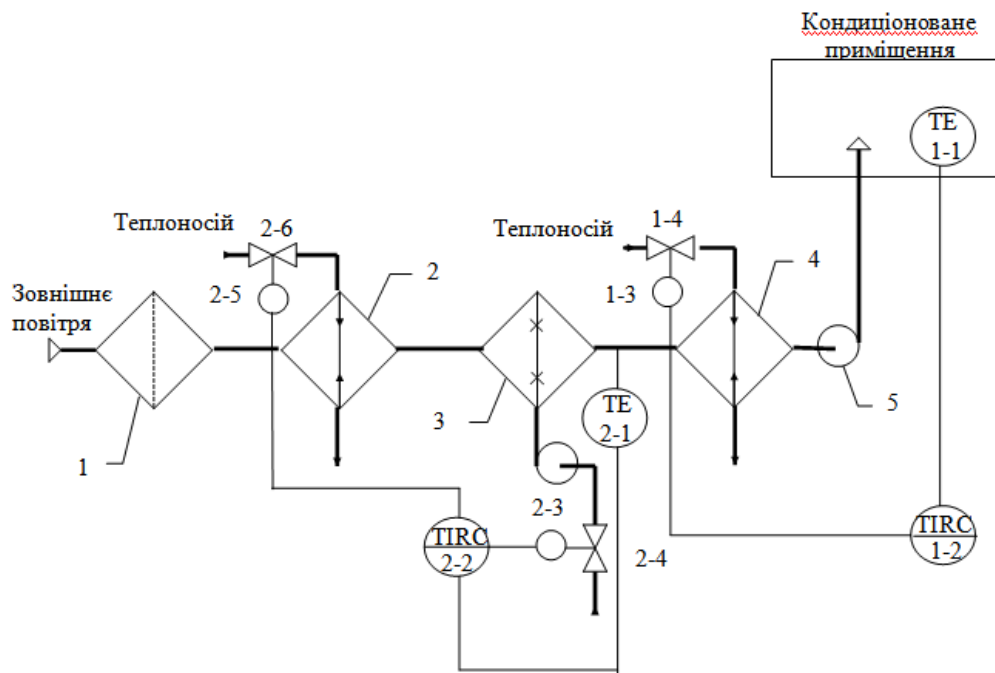 Кондиціоноване
приміщення
TE
1-1
Теплоносій
2-6
Теплоносій
1-4
2
4
2-5
1-3
Зовнішнє
повітря
1
3
TE
2-1
5
2-3
TIRC
2-2
2-4
TIRC
1-2